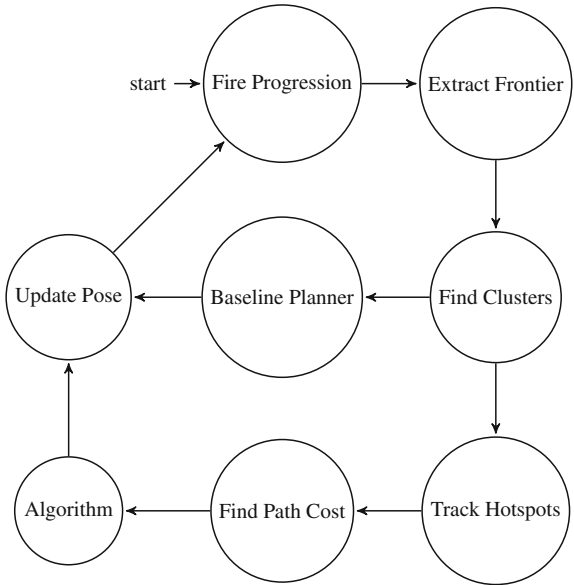 start
Fire Progression
Extract Frontier
Update Pose
Baseline Planner
Find Clusters
Algorithm
Find Path Cost
Track Hotspots